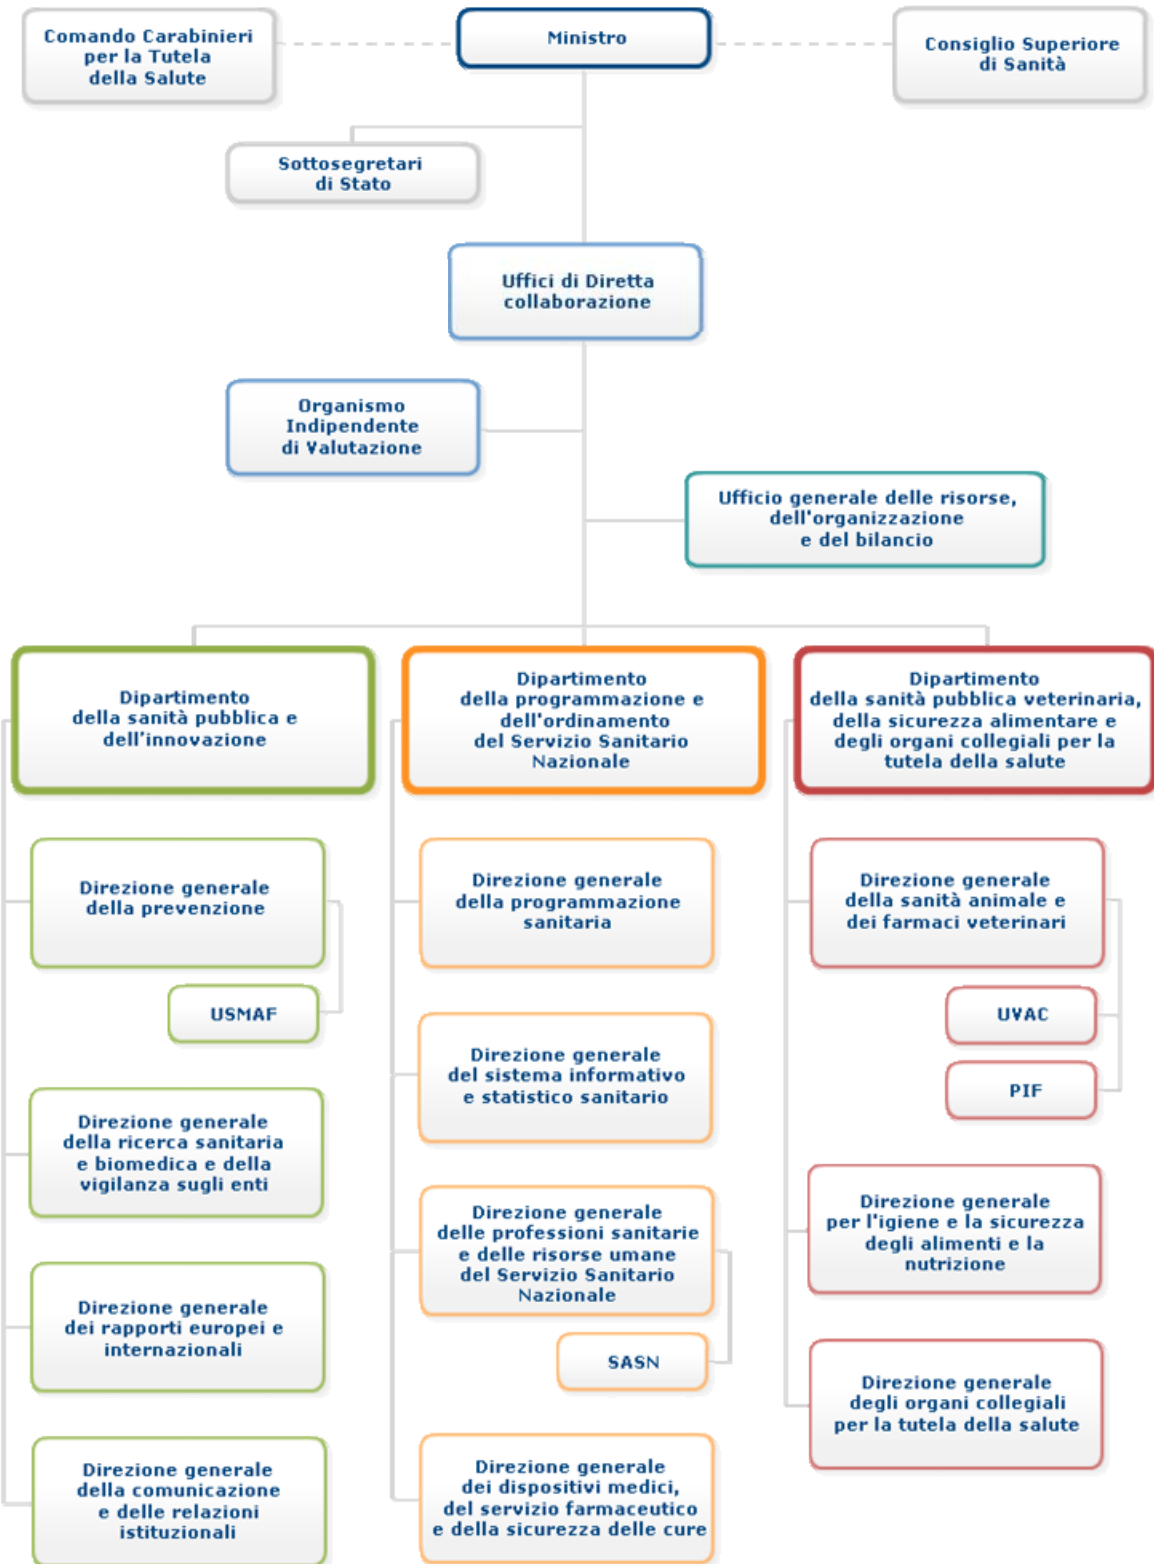 Comando Carabinieri
per la Tutela
della Salute
Ministro
Consiglio Superiore
di Sanità
Sottosegretari
di Stato
Uffici di Diretta
collaborazione
Organismo
Indipendente
di Valutazione
Ufficio generale delle risorse,
dell'organizzazione
e del bilancio
Dipartimento
della sanità pubblica e
dell'innovazione
Dipartimento
della programmazione e
dell'ordinamento
del Servizio Sanitario
Nazionale
Dipartimento
della sanità pubblica veterinaria,
della sicurezza alimentare e
degli organi collegiali per la
tutela della salute
Direzione generale
della prevenzione
USMAF
Direzione generale
della ricerca sanitaria
e biomedica e della
vigilanza sugli enti
Direzione generale
dei rapporti europei e
internazionali
Direzione generale
della comunicazione
e delle relazioni
istituzionali
Direzione generale
della programmazione
sanitaria
Direzione generale
del sistema informativo
e statistico sanitario
Direzione generale
delle professioni sanitarie
e delle risorse umane
del Servizio Sanitario
Nazionale
SASN
Direzione generale
dei dispositivi medici,
del servizio farmaceutico
e della sicurezza delle cure
Direzione generale
della sanità animale e
dei farmaci veterinari
UVAC
PIF
Direzione generale
per l'igiene e la sicurezza
degli alimenti e la
nutrizione
Direzione generale
degli organi collegiali
per la tutela della salute